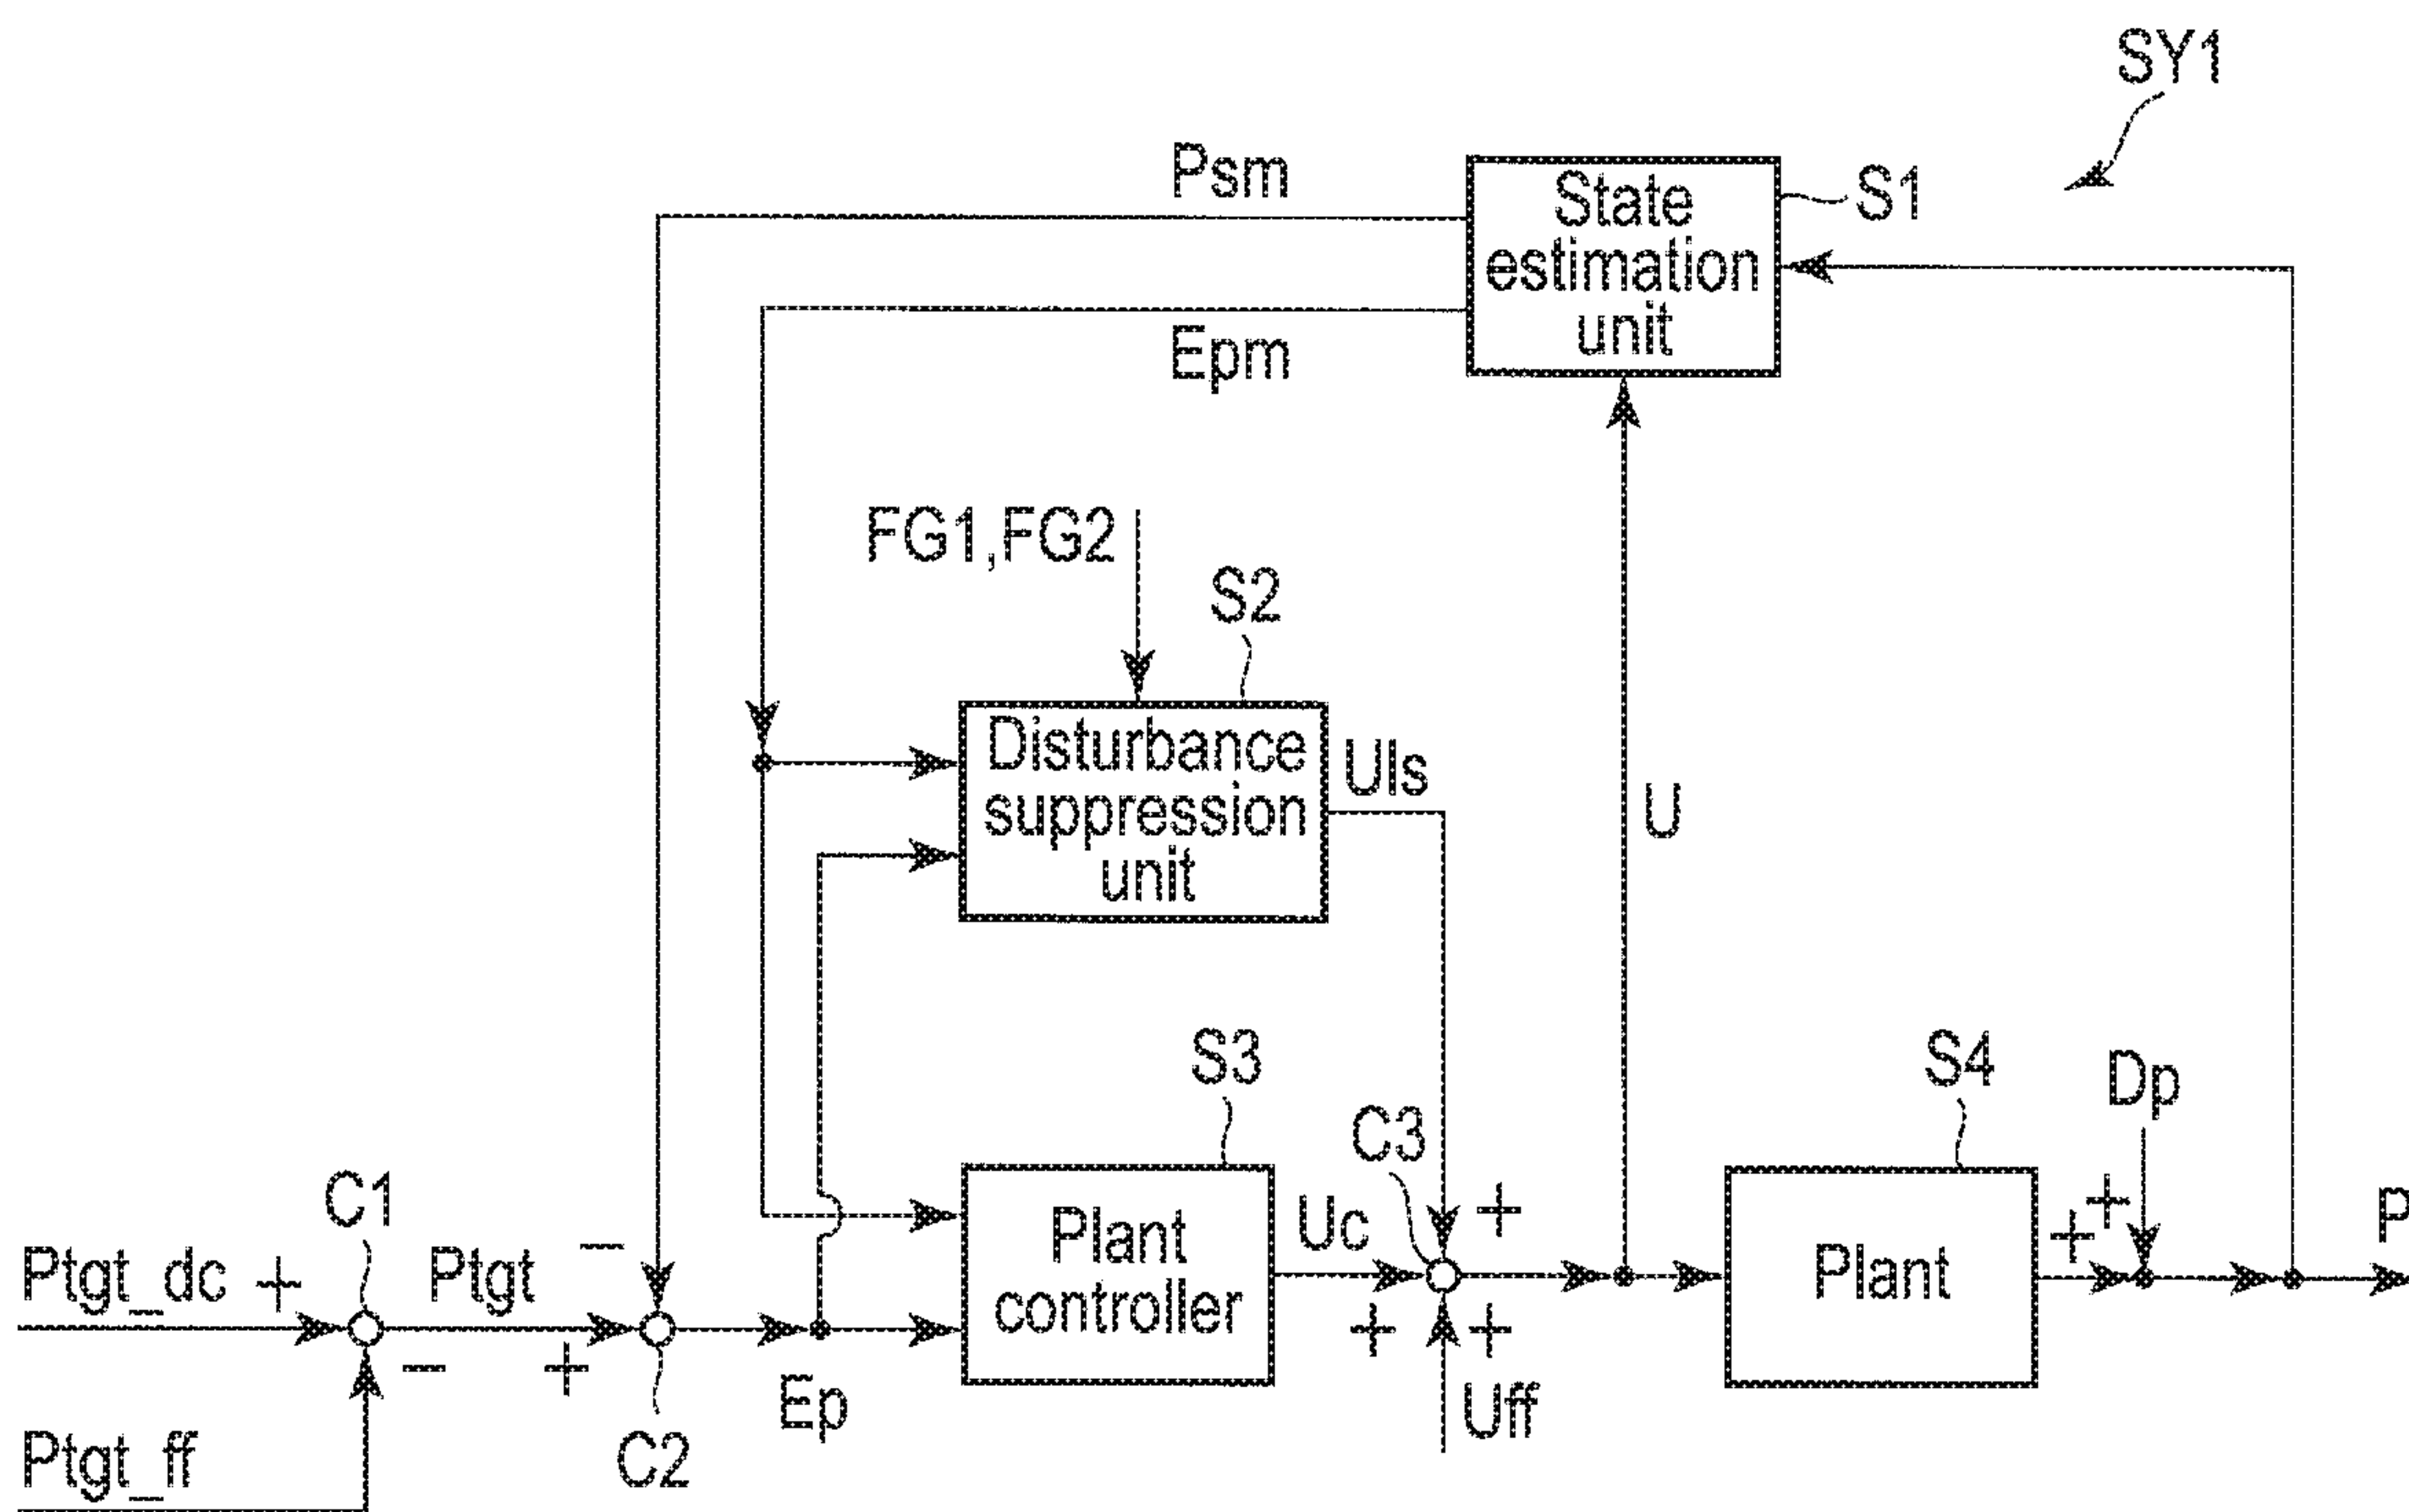 SY1
Psm
State
estimation
unit
S1
Epm
FG1,FG2
S2
Disturbance
suppression
unit
Uls
U
S3
S4
Dp
C3
C1
Ptgt_dc
+
Ptgt
−
+
−
C2
Ep
Plant
controller
Uc
+
+
+
Uff
Plant
+
+
P
Ptgt_ff